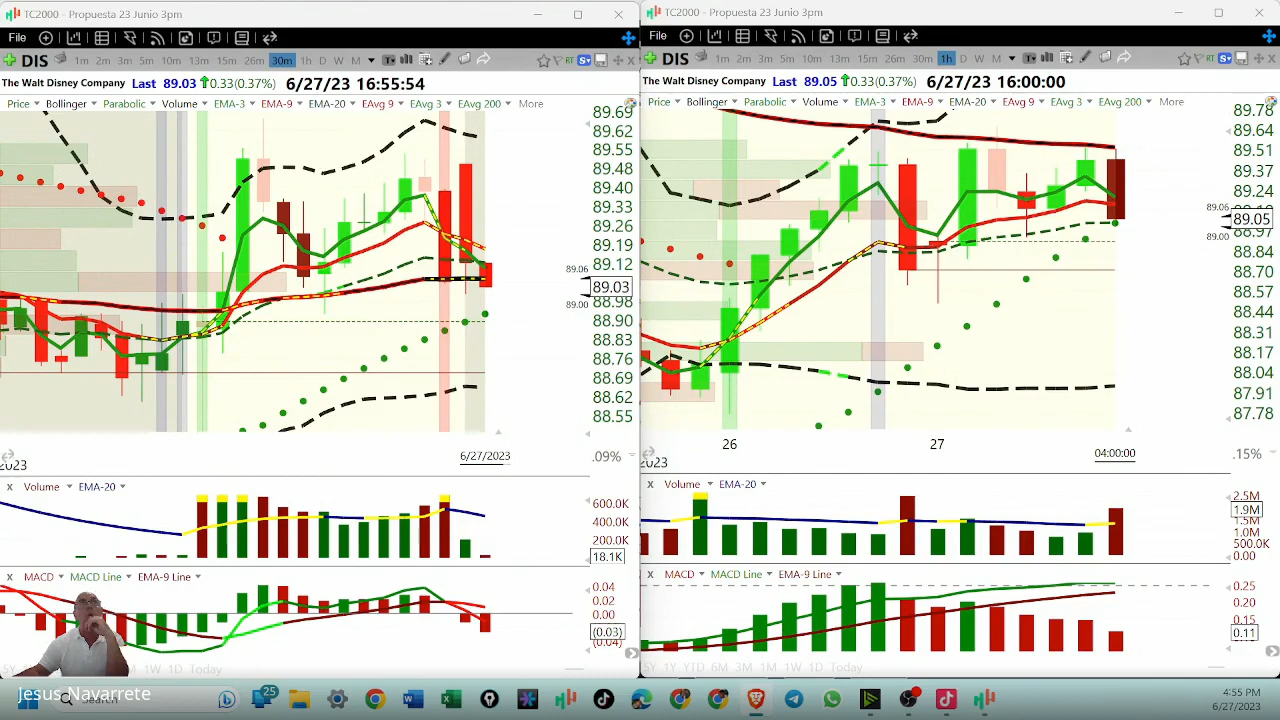 TC2000 - Propuesta 23 Junio 3pm
File
DIS 1m 2m 3m 5m 10m 13m 15m 26m 30m 1h D
The Walt Disney Company Last 89.03 0.33(0.37%) 6/27/23 16:55:54
Price Bollinger Parabolic Volume EMA-3 EMA-9 EMA-20 EAvg 9 EAvg 3 EAvg 200 More
89.69
89.62
89.55
89.48
89.40
89.33
89.26
89.19
89.12
89.06
89.03
89.00
88.98
88.90
88.83
88.76
88.69
88.62
88.55
2023
6/27/2023
.09%
X Volume EMA-20
600.0K
400.0K
200.0K
18.1K
X MACD MACD Line EMA-9 Line
0.04
0.02
0.00
(0.03)
(0.04)
1W 1D Today
TC2000 - Propuesta 23 Junio 3pm
File
DIS 1m 2m 3m 5m 10m 13m 15m 26m 30m 1h D W M
The Walt Disney Company Last 89.05 0.33(0.37%) 6/27/23 16:00:00
Price Bollinger Parabolic Volume EMA-3 EMA-9 EMA-20 EAvg 9 EAvg 3 EAvg 200 More
89.78
89.64
89.51
89.37
89.24
89.06
89.05
89.00
88.97
88.84
88.70
88.57
88.44
88.31
88.17
88.04
87.91
87.78
26 27
2023
04:00:00
.15%
X Volume EMA-20
2.5M
1.9M
1.0M
500.0K
0.00
X MACD MACD Line EMA-9 Line
0.25
0.20
0.15
0.11
5Y 1Y YTD 6M 3M 1M 1W 1D Today
Jesus Navarrete
Search
25
4:55 PM
6/27/2023